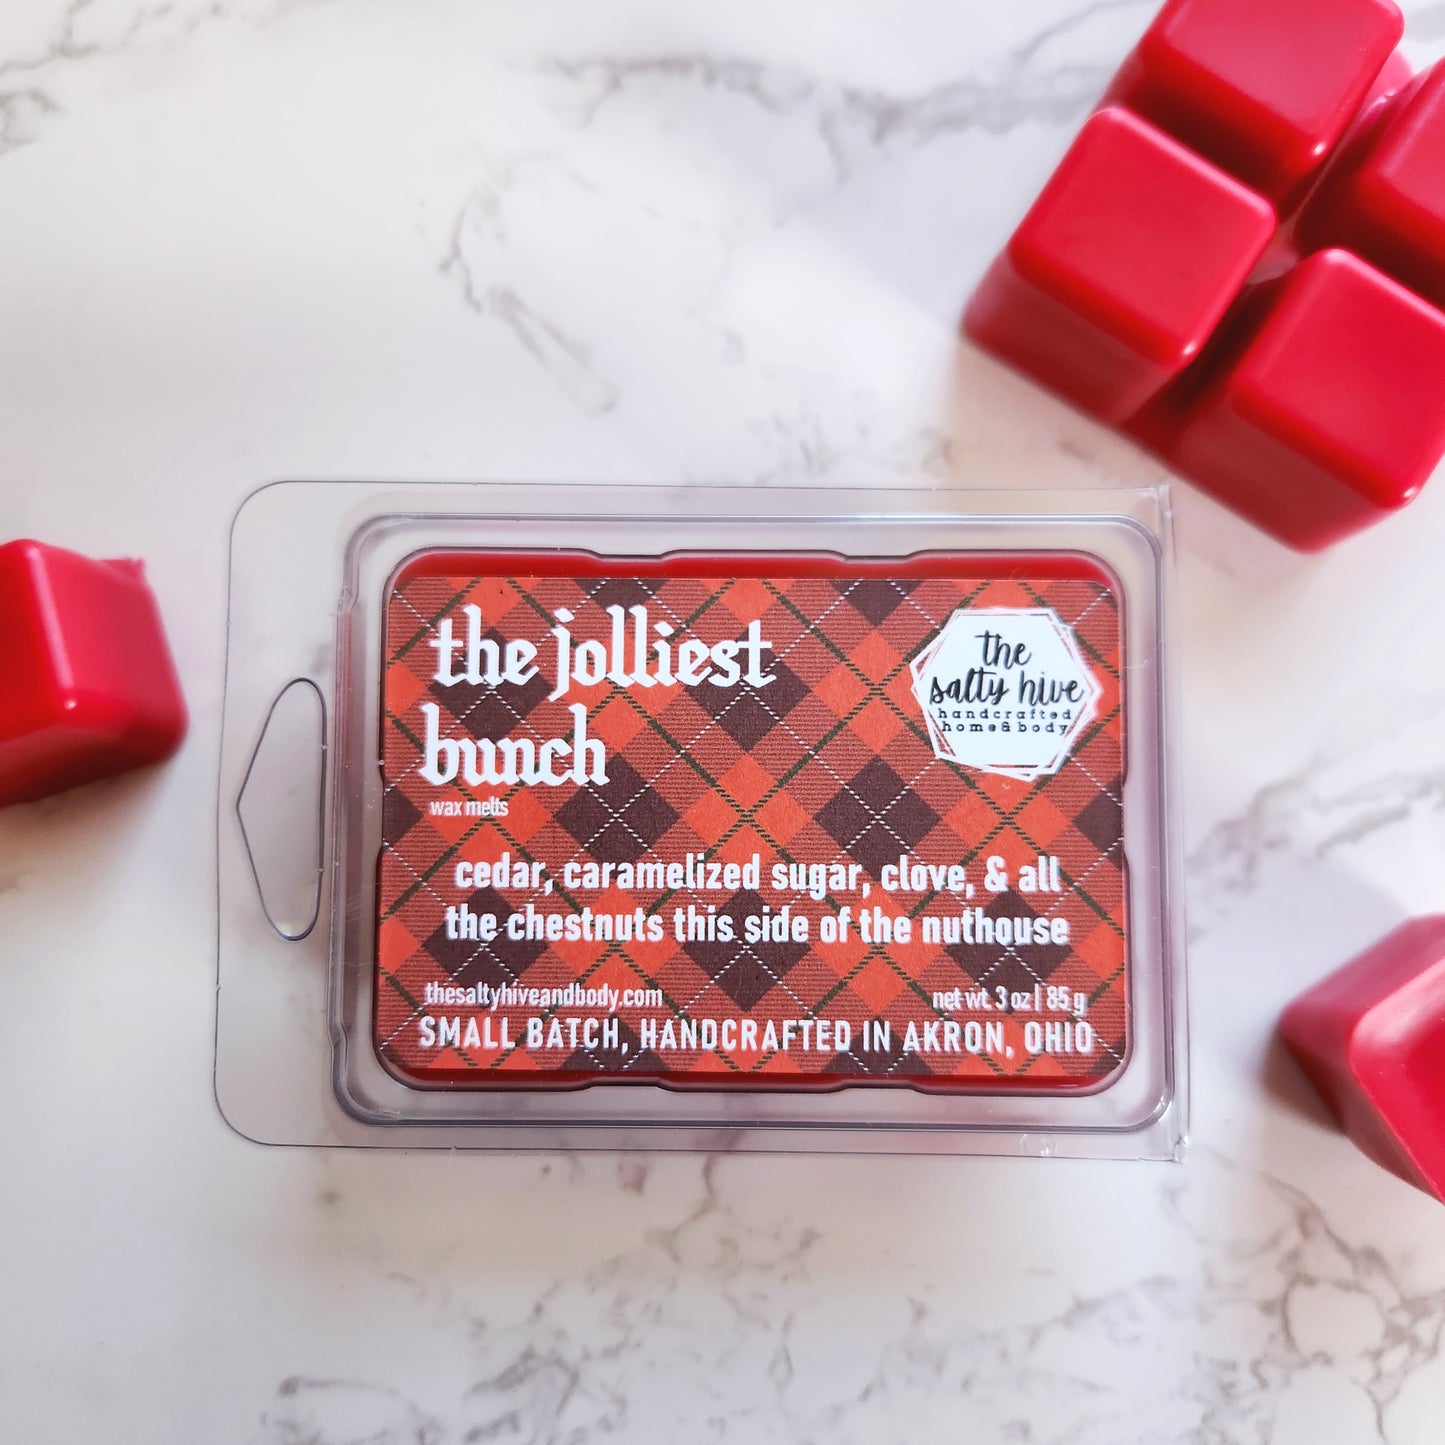 the jolliest
bunch
wax melts
the
salty hive
handcrafted
home & body
cedar, caramelized sugar, clove, & all
the chestnuts this side of the nuthouse
thesaltyhiveandbody.com
net wt. 3 oz | 85 g
SMALL BATCH, HANDCRAFTED IN AKRON, OHIO